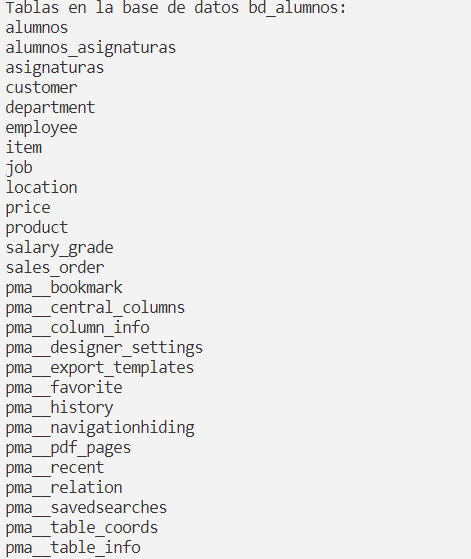 Tablas en la base de datos bd_alumnos:
alumnos
alumnos_asignaturas
asignaturas
customer
department
employee
item
job
location
price
product
salary_grade
sales_order
pma__bookmark
pma__central_columns
pma__column_info
pma__designer_settings
pma__export_templates
pma__favorite
pma__history
pma__navigationhiding
pma__pdf_pages
pma__recent
pma__relation
pma__savedsearches
pma__table_coords
pma__table_info